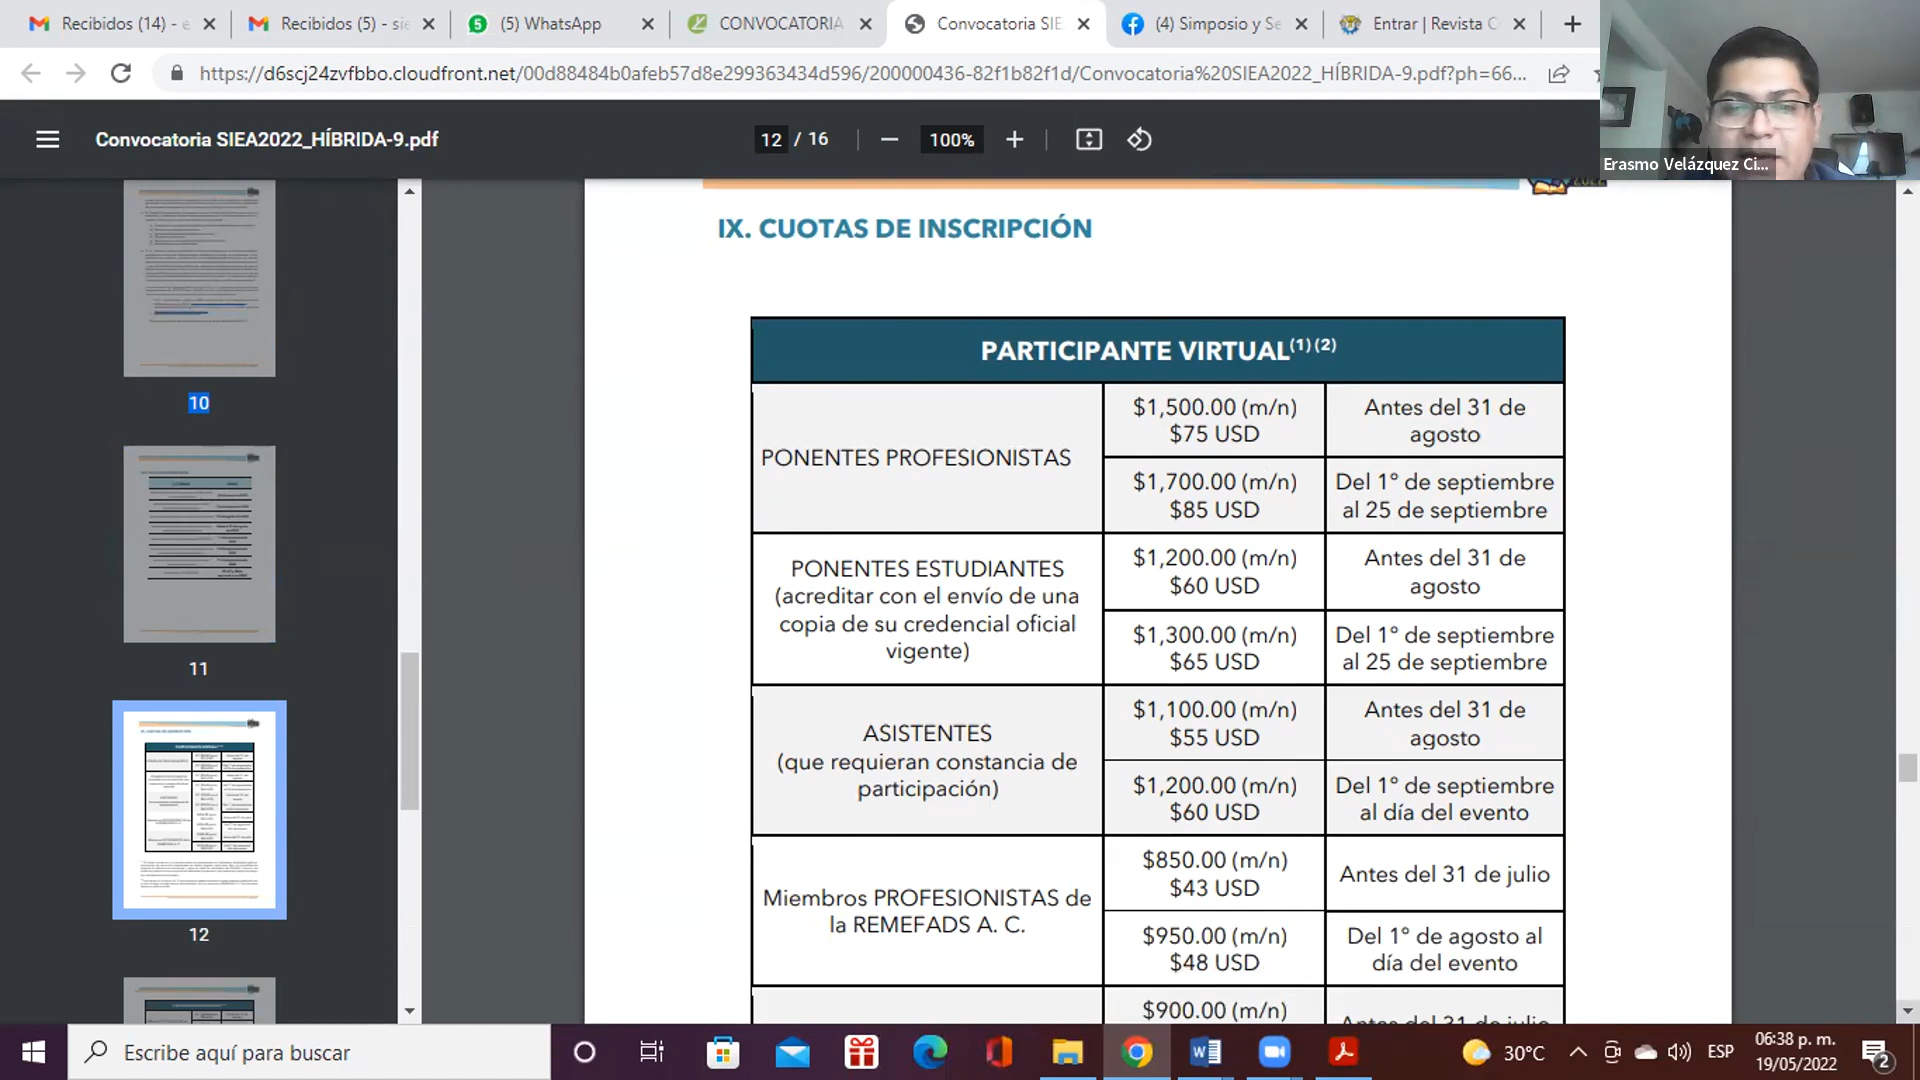 Recibidos (14) - e
Recibidos (5) - sie
(5) WhatsApp
CONVOCATORIA
Convocatoria SIE
(4) Simposio y Se
Entrar | Revista C
https://d6scj24zvfbbo.cloudfront.net/00d88484b0afeb57d8e299363434d596/200000436-82f1b82f1d/Convocatoria%20SIEA2022_HÍBRIDA-9.pdf?ph=66...
Convocatoria SIEA2022_HÍBRIDA-9.pdf
12 / 16
100%
Erasmo Velázquez Ci...
10
11
12
IX. CUOTAS DE INSCRIPCIÓN
PARTICIPANTE VIRTUAL(1) (2)
PONENTES PROFESIONISTAS
$1,500.00 (m/n)
$75 USD
Antes del 31 de
agosto
$1,700.00 (m/n)
$85 USD
Del 1° de septiembre
al 25 de septiembre
PONENTES ESTUDIANTES
(acreditar con el envío de una
copia de su credencial oficial
vigente)
$1,200.00 (m/n)
$60 USD
Antes del 31 de
agosto
$1,300.00 (m/n)
$65 USD
Del 1° de septiembre
al 25 de septiembre
ASISTENTES
(que requieran constancia de
participación)
$1,100.00 (m/n)
$55 USD
Antes del 31 de
agosto
$1,200.00 (m/n)
$60 USD
Del 1° de septiembre
al día del evento
Miembros PROFESIONISTAS de
la REMEFADS A. C.
$850.00 (m/n)
$43 USD
Antes del 31 de julio
$950.00 (m/n)
$48 USD
Del 1° de agosto al
día del evento
$900.00 (m/n)
Antes del 31 de julio
Escribe aquí para buscar
30°C
ESP
06:38 p. m.
19/05/2022
2